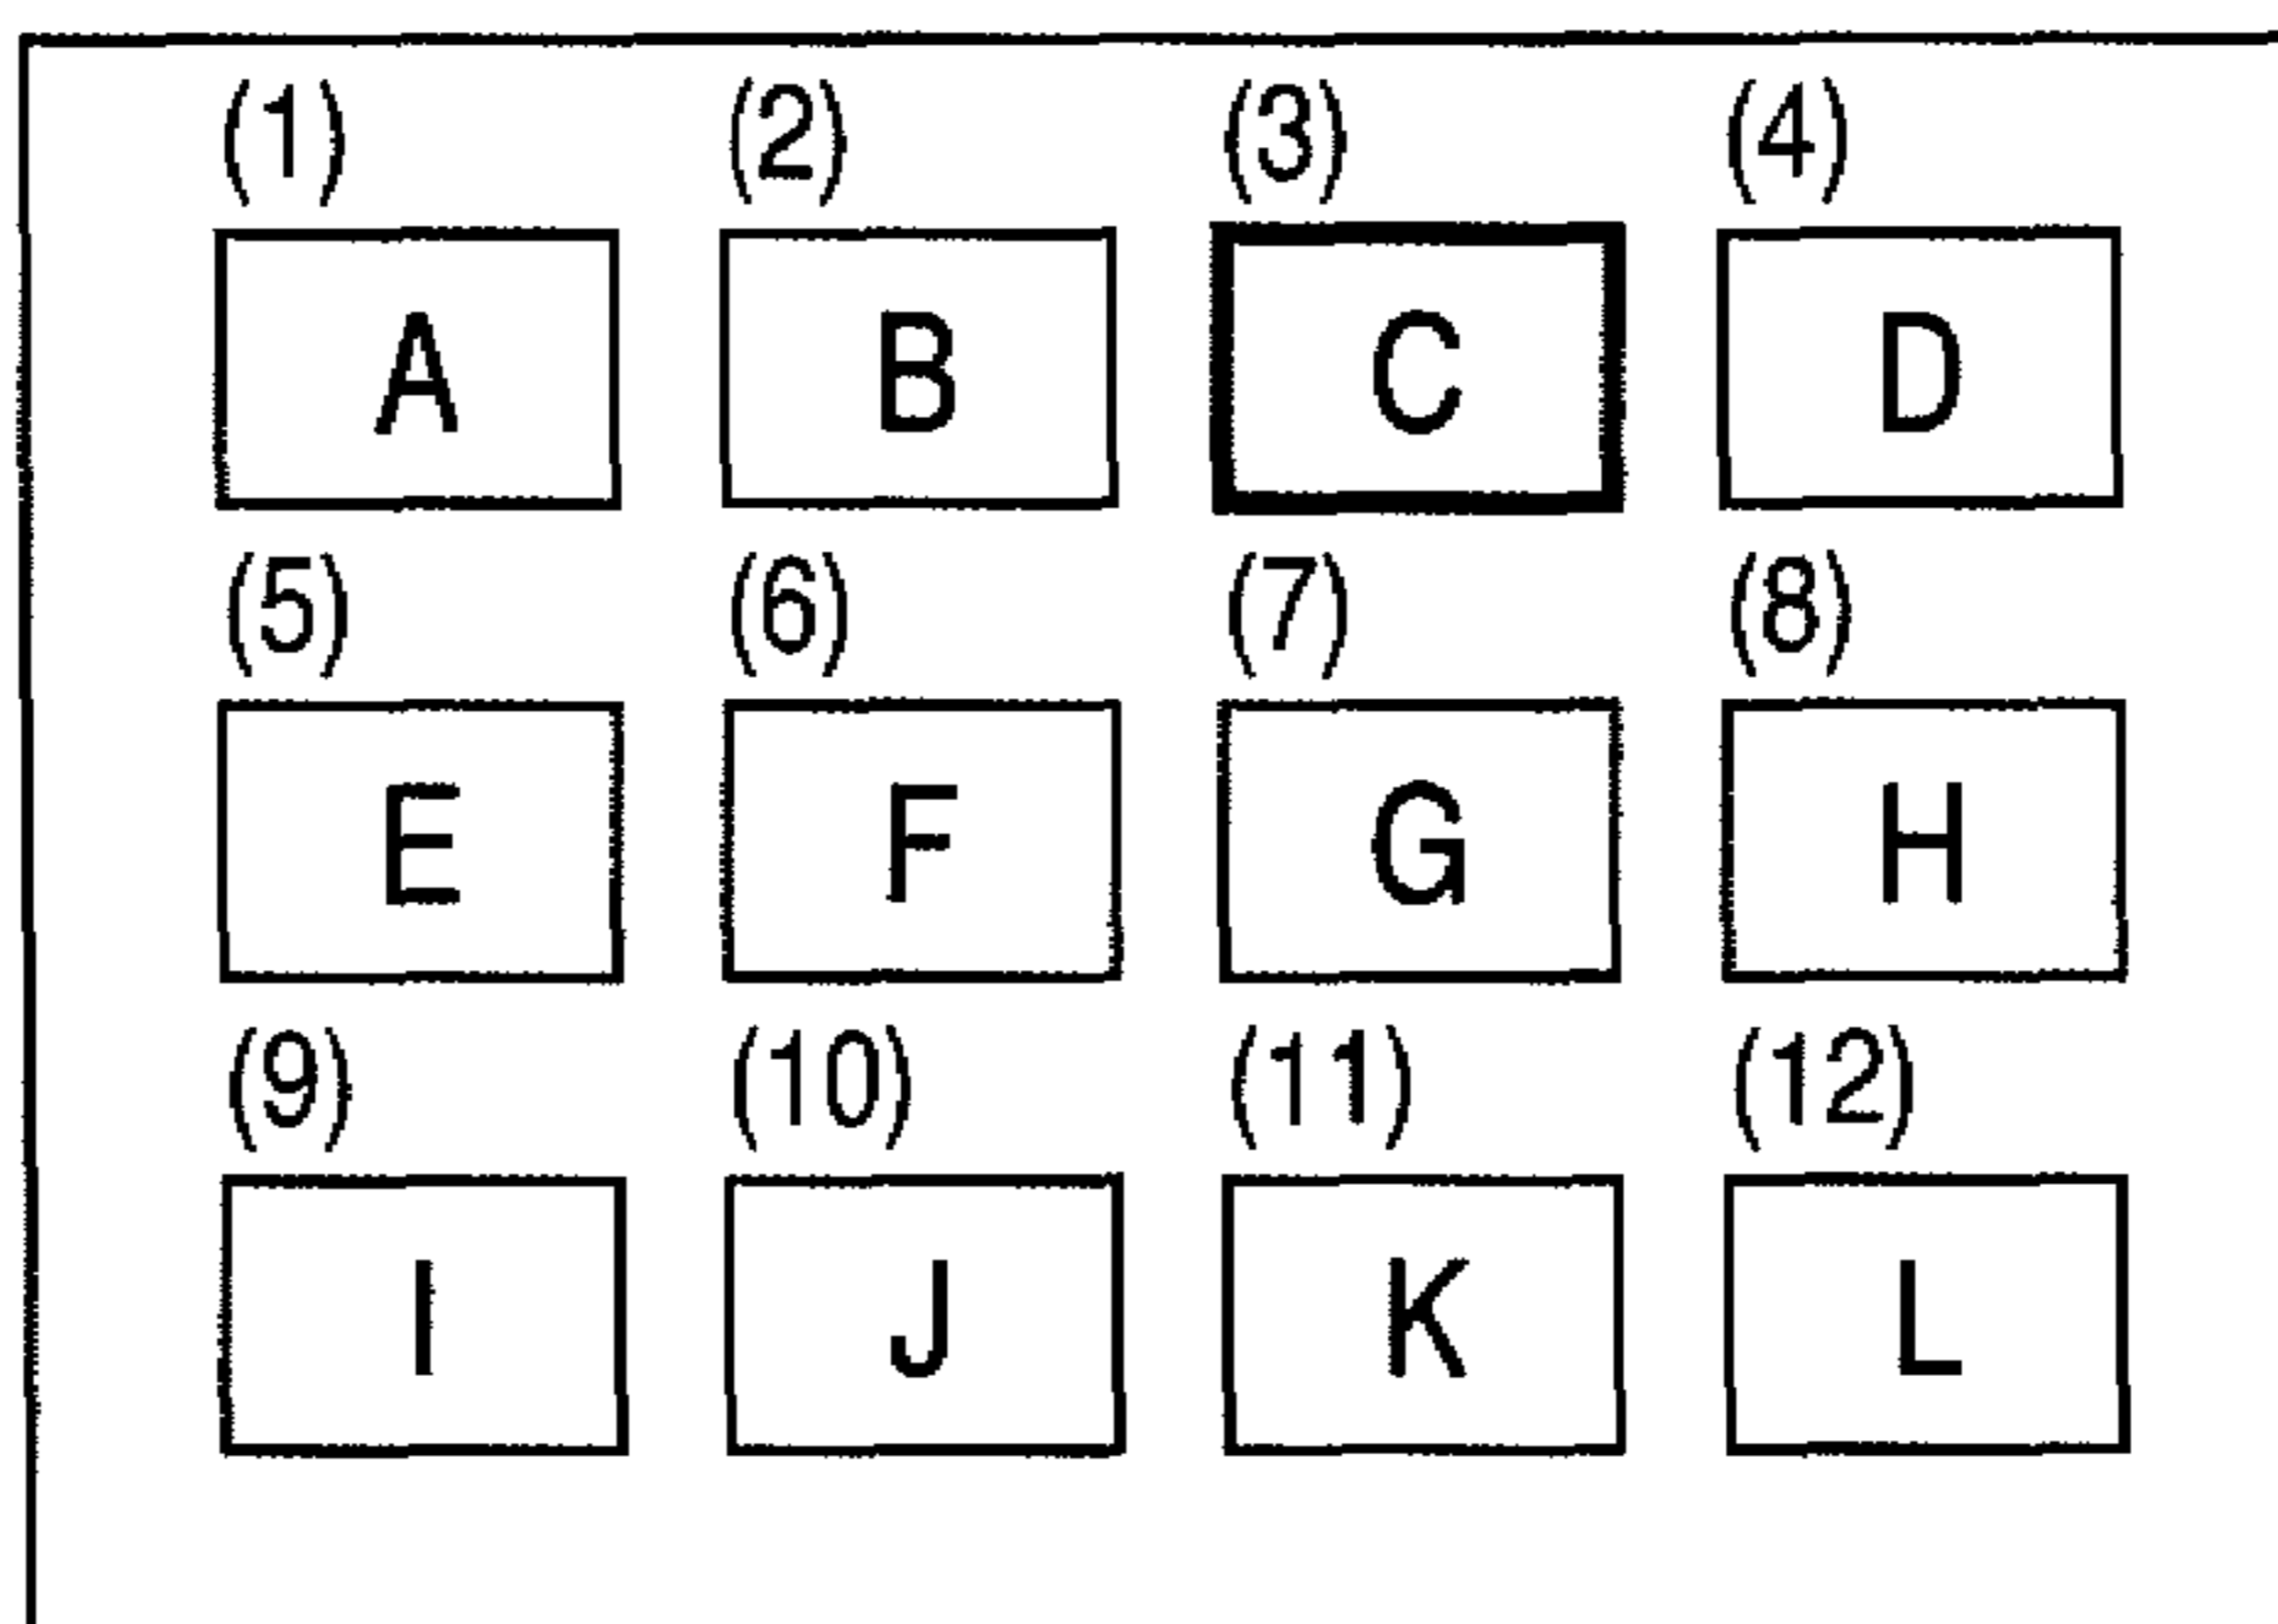 (1) (2) (3) (4)
A B C D
(5) (6) (7) (8)
E F G H
(9) (10) (11) (12)
I J K L